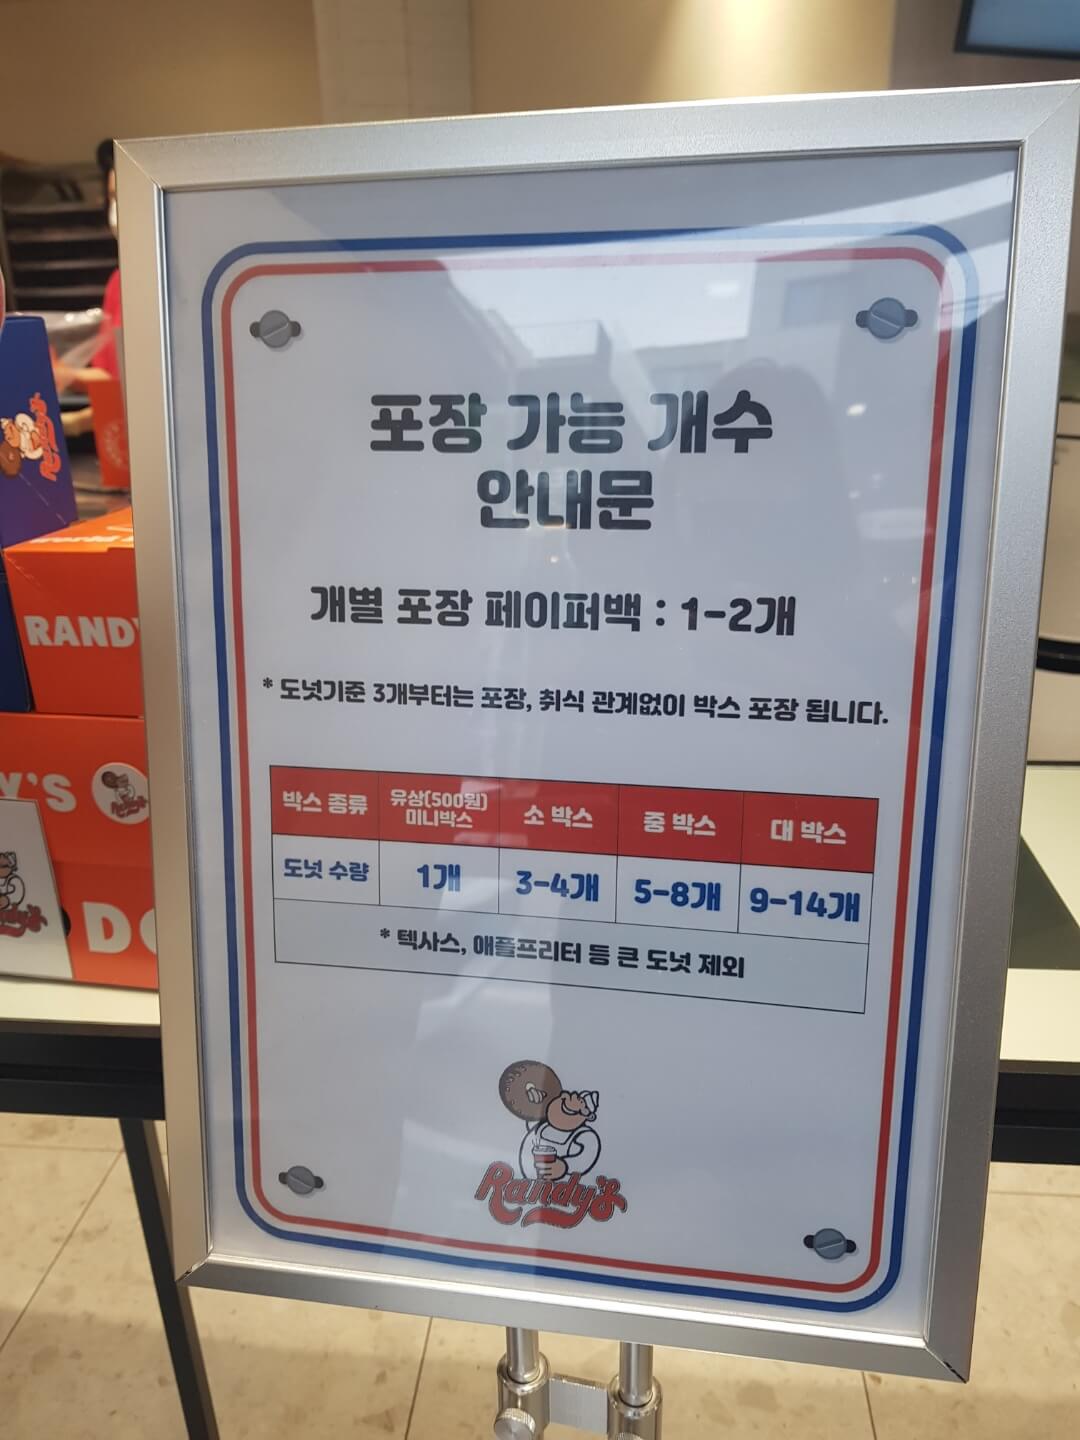 포장 가능 개수
안내문
개별 포장 페이퍼백 : 1-2개
* 도넛기준 3개부터는 포장, 취식 관계없이 박스 포장 됩니다.
박스 종류 유상(500원) 미니박스 소 박스 중 박스 대 박스
도넛 수량 1개 3-4개 5-8개 9-14개
* 텍사스, 애플프리터 등 큰 도넛 제외
Randy's
World
RANDY
Y'S
D